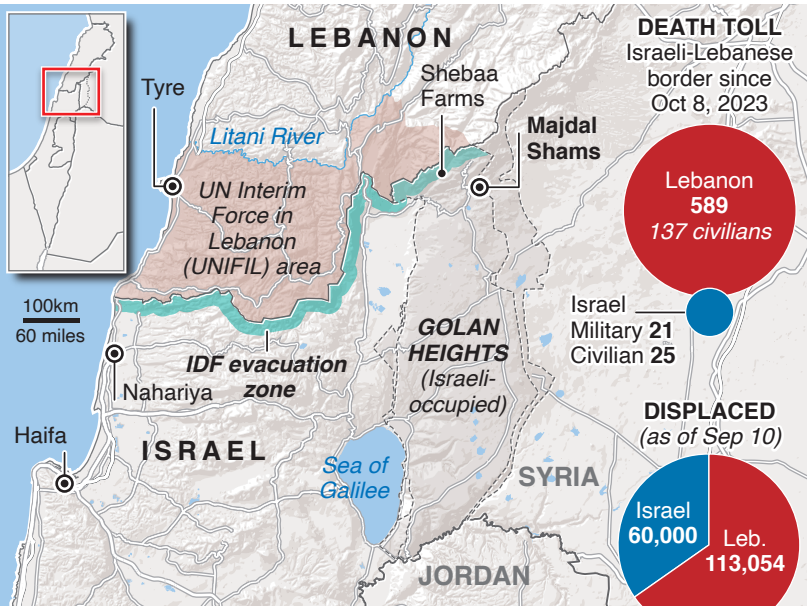 LEBANON
Tyre
Shebaa
Farms
Litani River
Majdal
Shams
UN Interim
Force in
Lebanon
(UNIFIL) area
100km
60 miles
IDF evacuation
zone
GOLAN
HEIGHTS
(Israeli-
occupied)
Nahariya
Haifa
ISRAEL
Sea of
Galilee
SYRIA
JORDAN
DEATH TOLL
Israeli-Lebanese
border since
Oct 8, 2023
Lebanon
589
137 civilians
Israel
Military 21
Civilian 25
DISPLACED
(as of Sep 10)
Israel
60,000
Leb.
113,054